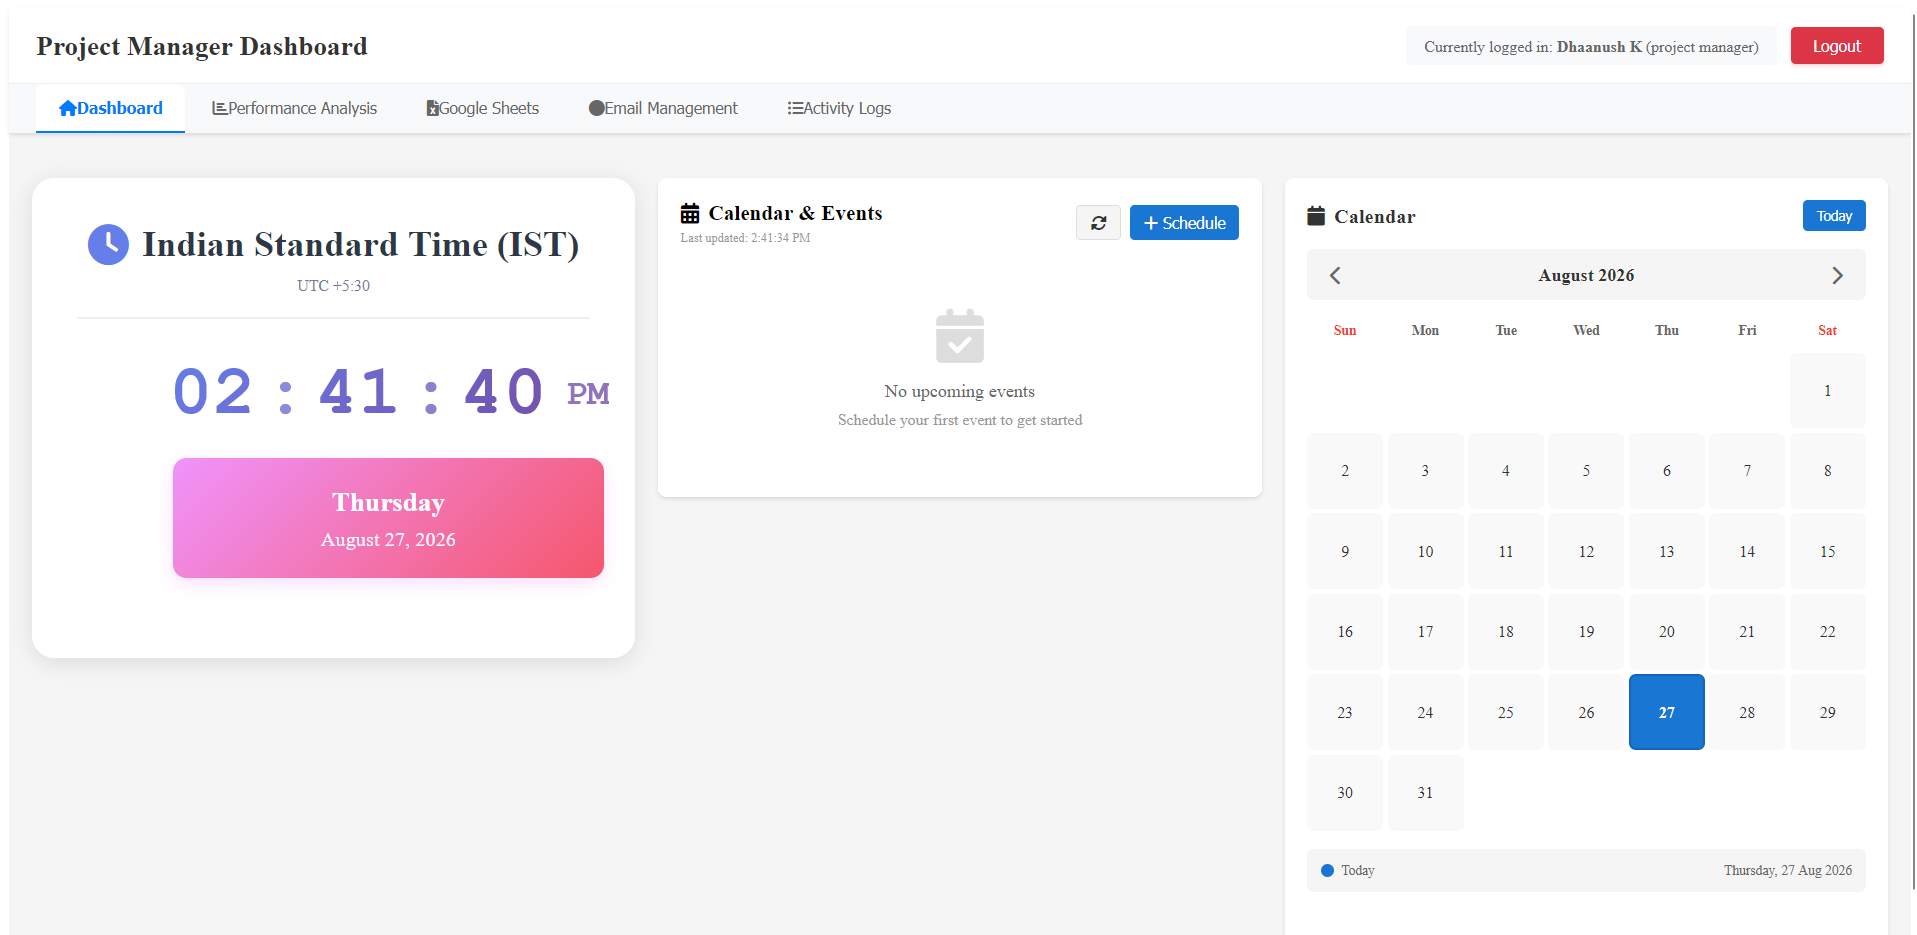 Project Manager Dashboard
Currently logged in: Dhaanush K (project manager)
Logout
Dashboard
Performance Analysis
Google Sheets
Email Management
Activity Logs
Indian Standard Time (IST)
UTC +5:30
02 : 41 : 40 PM
Thursday
August 27, 2026
Calendar & Events
Last updated: 2:41:34 PM
Schedule
No upcoming events
Schedule your first event to get started
Calendar
Today
August 2026
Sun Mon Tue Wed Thu Fri Sat
1
2 3 4 5 6 7 8
9 10 11 12 13 14 15
16 17 18 19 20 21 22
23 24 25 26 27 28 29
30 31
Today
Thursday, 27 Aug 2026